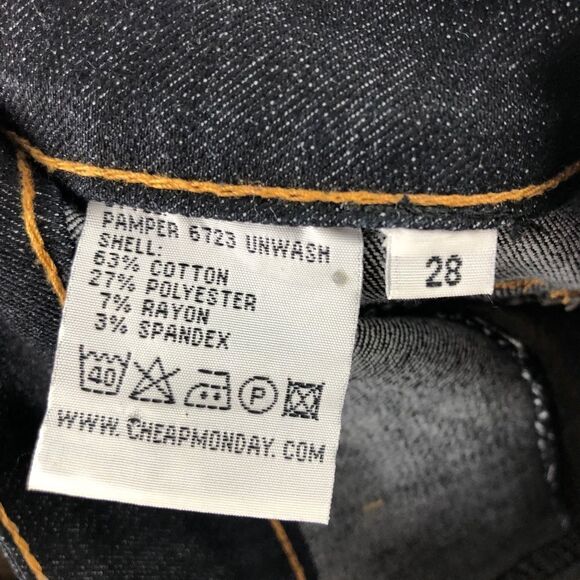 PAMPER 6723 UNWASH
SHELL:
63% COTTON
27% POLYESTER
7% RAYON
3% SPANDEX
40 P
WWW. CHEAPMONDAY. COM
28